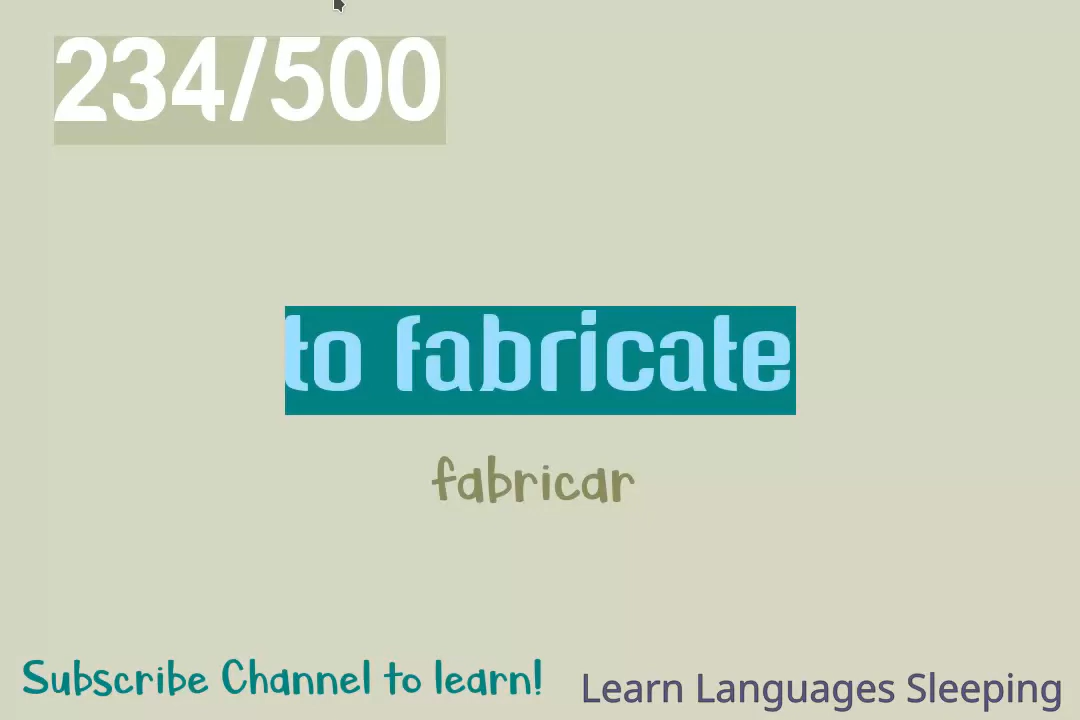 234/500
to fabricate
fabricar
Subscribe Channel to learn!
Learn Languages Sleeping